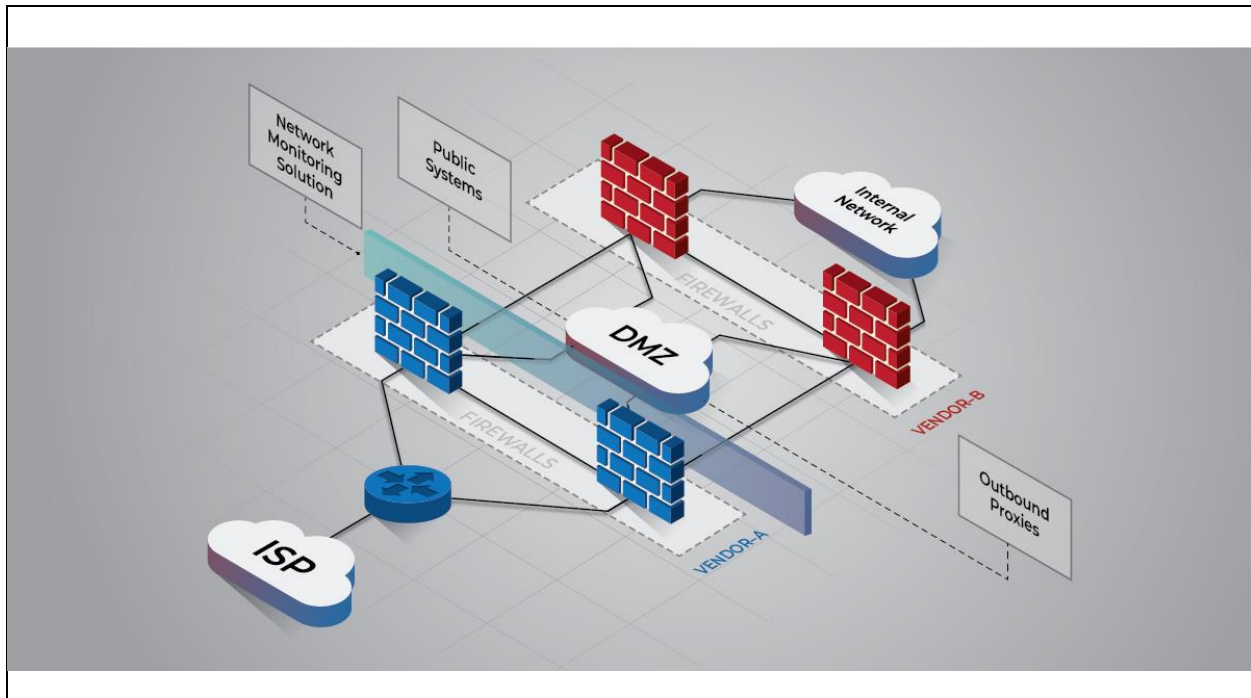 Network
Monitoring
Solution
Public
Systems
Internal
Network
FIREWALLS
DMZ
FIREWALLS
VENDOR-B
VENDOR-A
Outbound
Proxies
ISP